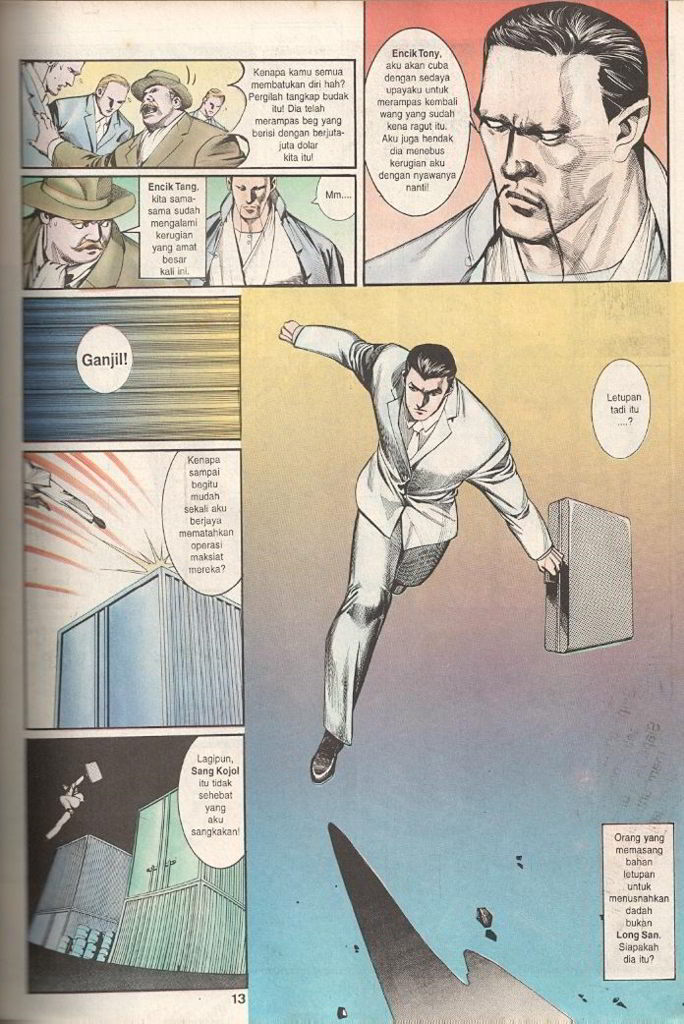 Kenapa kamu semua
membatukan diri hah?
Pergilah tangkap budak
itu! Dia telah
merampas beg yang
berisi dengan berjuta-
juta dolar
kita itu!
Encik Tony,
aku akan cuba
dengan sedaya
upayaku untuk
merampas kembali
wang yang sudah
kena ragut itu.
Aku juga hendak
dia menebus
kerugian aku
dengan nyawanya
nanti!
Encik Tang,
kita sama-
sama sudah
mengalami
kerugian
yang amat
besar
kali ini.
Mm....
Ganjil!
Letupan
tadi itu
....?
Kenapa
sampai
begitu
mudah
sekali aku
berjaya
mematahkan
operasi
maksiat
mereka?
Lagipun,
Sang Kojol
itu tidak
sehebat
yang
aku
sangkakan!
Orang yang
memasang
bahan
letupan
untuk
menusnahkan
dadah
bukan
Long San.
Siapakah
dia itu?
13